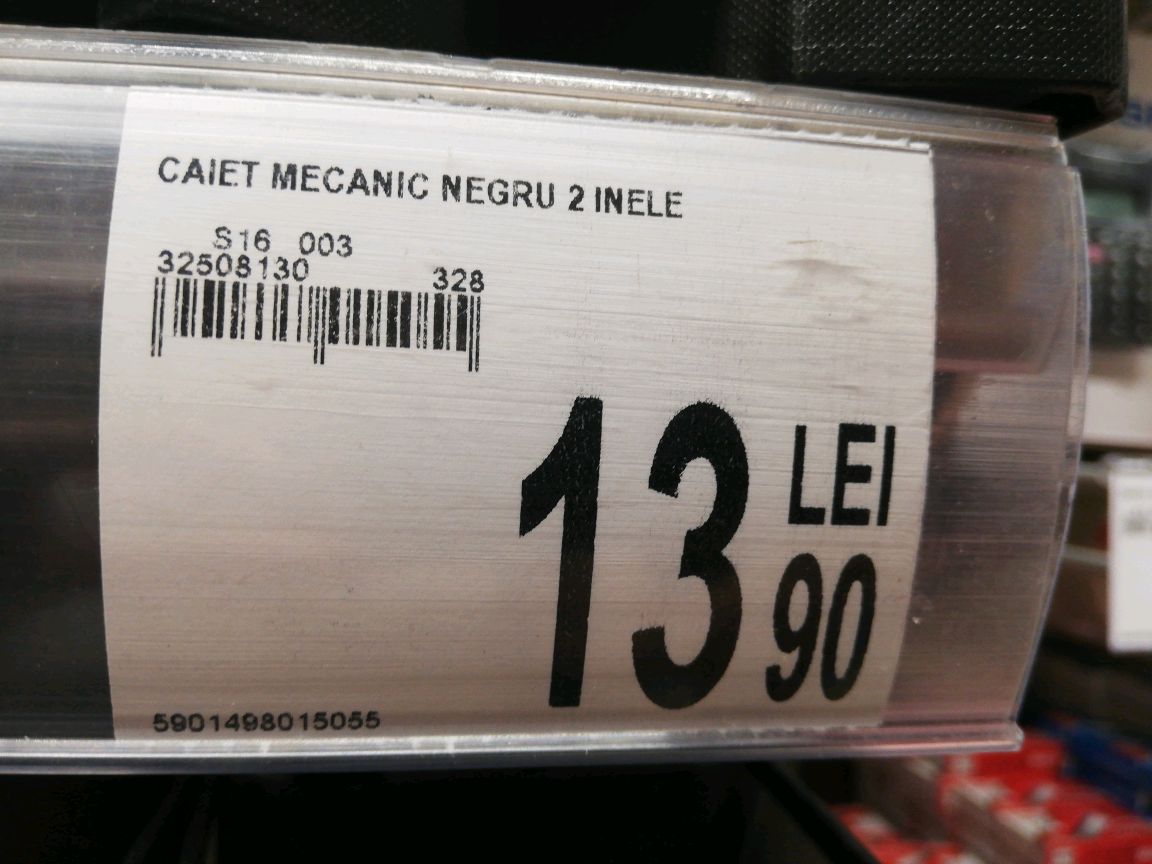 CAIET MECANIC NEGRU 2 INELE
S16 003
32508130 328
13 LEI
90
5901498015055